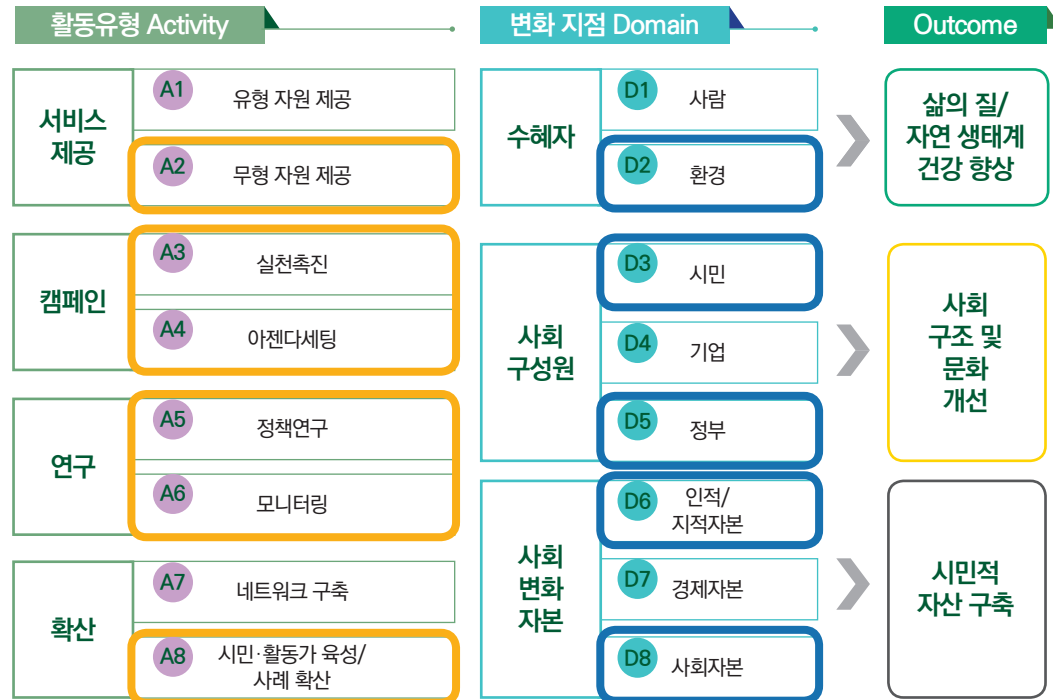 활동유형 Activity
변화 지점 Domain
Outcome
서비스
제공
A1
유형 자원 제공
A2
무형 자원 제공
캠페인
A3
실천촉진
A4
아젠다세팅
연구
A5
정책연구
A6
모니터링
확산
A7
네트워크 구축
A8
시민·활동가 육성/
사례 확산
수혜자
D1
사람
D2
환경
사회
구성원
D3
시민
D4
기업
D5
정부
사회
변화
자본
D6
인적/
지적자본
D7
경제자본
D8
사회자본
삶의 질/
자연 생태계
건강 향상
사회
구조 및
문화
개선
시민적
자산 구축